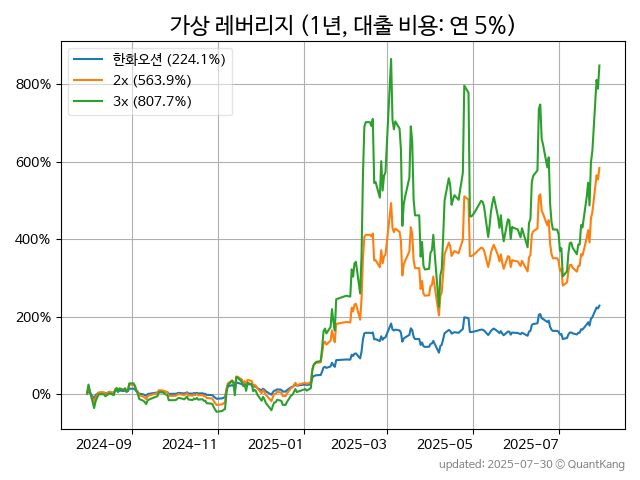 가상 레버리지 (1년, 대출 비용: 연 5%)
한화오션 (224.1%)
2x (563.9%)
3x (807.7%)
800%
600%
400%
200%
0%
2024-09 2024-11 2025-01 2025-03 2025-05 2025-07
updated: 2025-07-30 © QuantKang